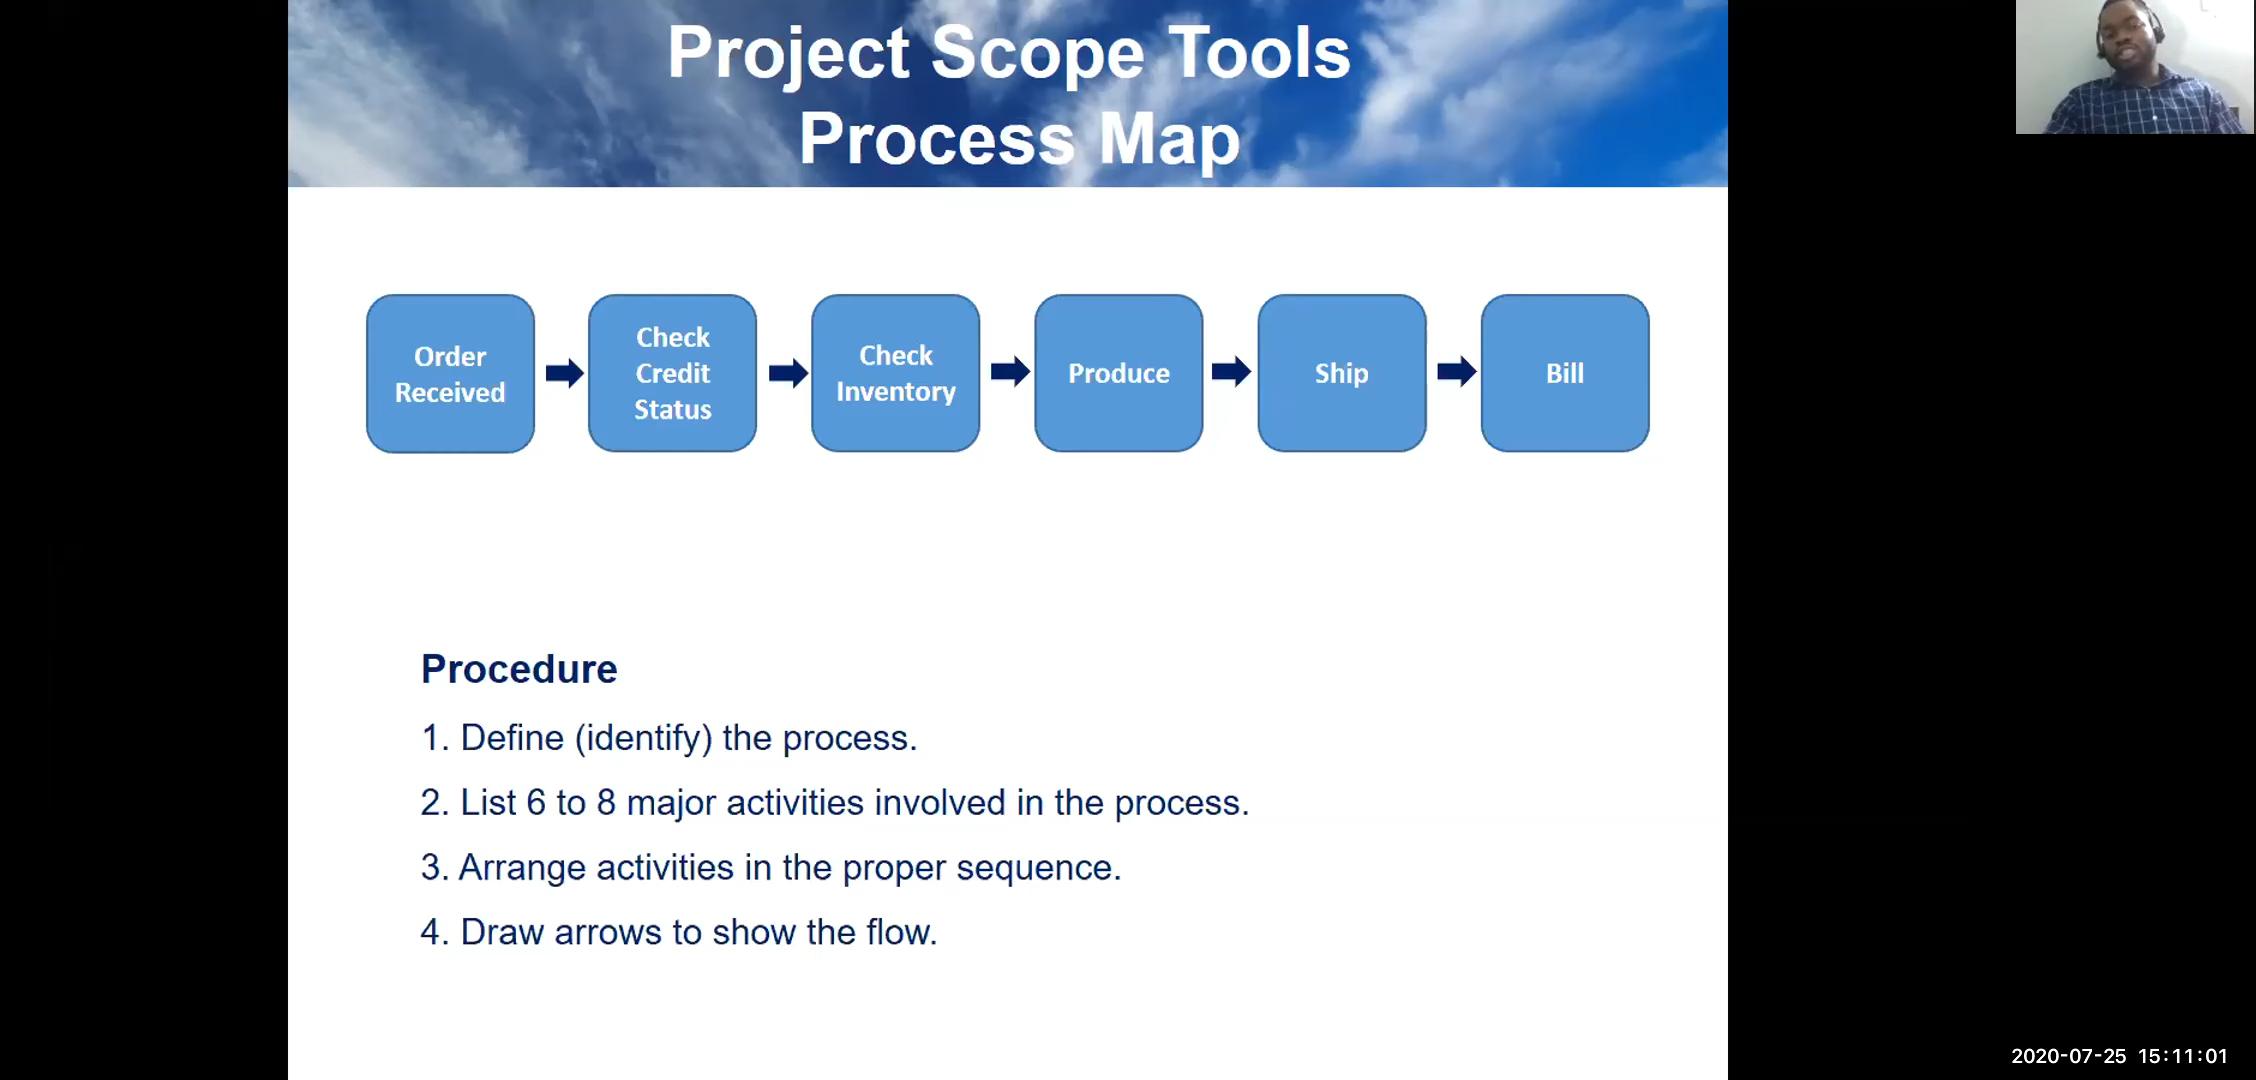 Project Scope Tools
Process Map
Order
Received
Check
Credit
Status
Check
Inventory
Produce
Ship
Bill
Procedure
1. Define (identify) the process.
2. List 6 to 8 major activities involved in the process.
3. Arrange activities in the proper sequence.
4. Draw arrows to show the flow.
2020-07-25 15:11:01